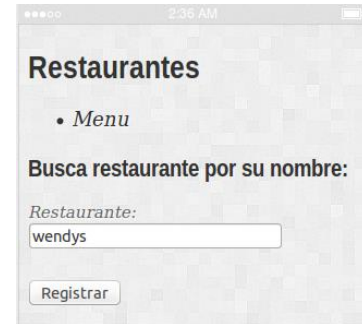 2:36 AM
Restaurantes
• Menu
Busca restaurante por su nombre:
Restaurante:
wendys
Registrar